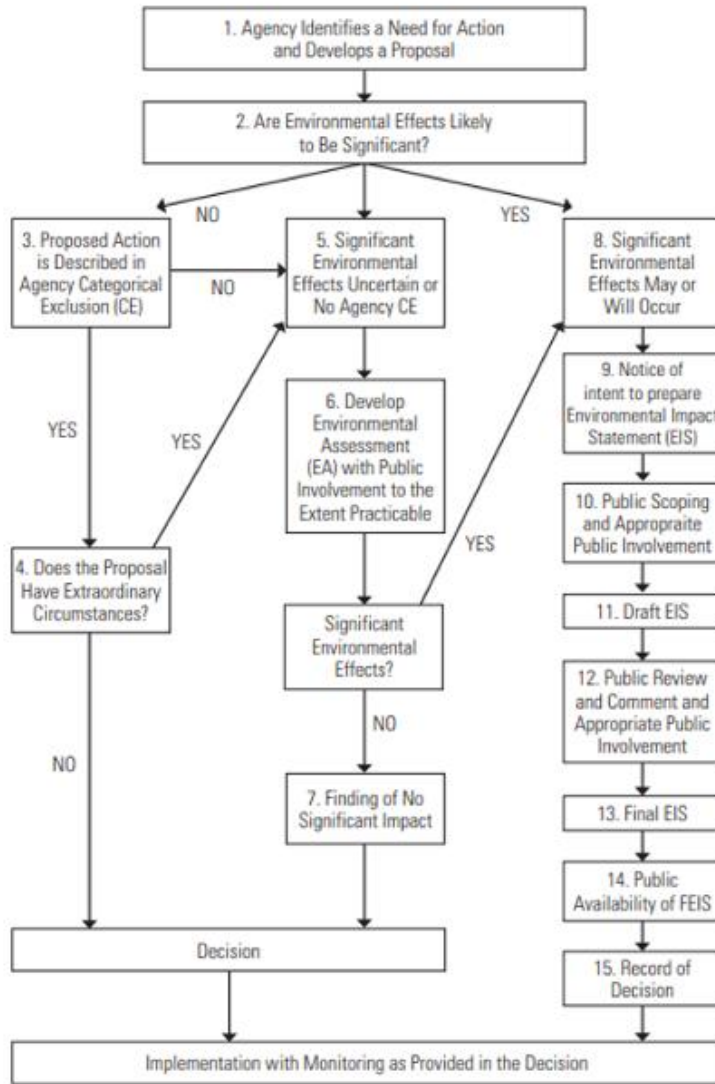 1. Agency Identifies a Need for Action
and Develops a Proposal
2. Are Environmental Effects Likely
to Be Significant?
NO
YES
3. Proposed Action
is Described in
Agency Categorical
Exclusion (CE)
NO
5. Significant
Environmental
Effects Uncertain or
No Agency CE
8. Significant
Environmental
Effects May or
Will Occur
YES
YES
6. Develop
Environmental
Assessment
(EA) with Public
Involvement to the
Extent Practicable
YES
9. Notice of
intent to prepare
Environmental Impact
Statement (EIS)
10. Public Scoping
and Appropraite
Public Involvement
4. Does the Proposal
Have Extraordinary
Circumstances?
Significant
Environmental
Effects?
11. Draft EIS
12. Public Review
and Comment and
Appropriate Public
Involvement
NO
NO
7. Finding of No
Significant Impact
13. Final EIS
14. Public
Availability of FEIS
Decision
15. Record of
Decision
Implementation with Monitoring as Provided in the Decision